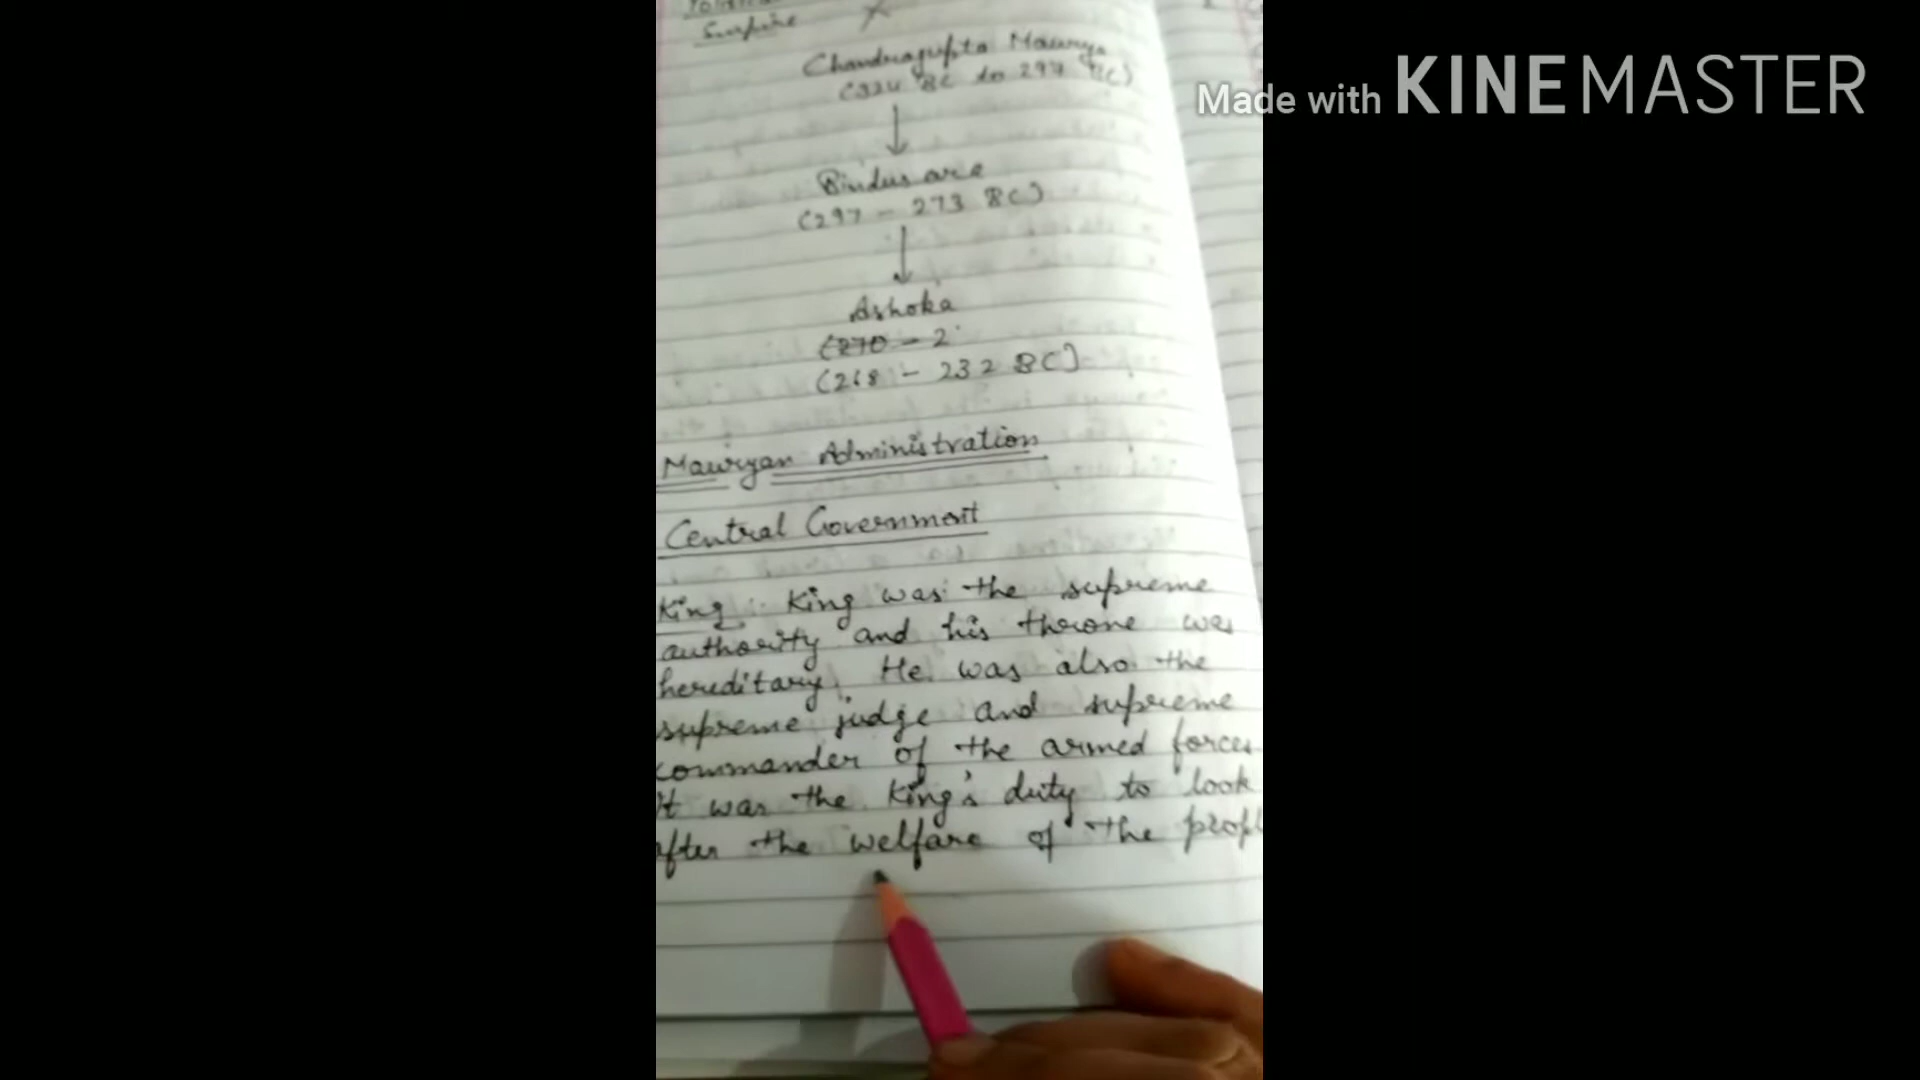 Empire
Chandragupta Maurya
(324 BC to 297 BC)
Made with KINEMASTER
Bindusara
(297 - 273 BC)
Ashoka
(270 - 2
(268 - 232 BC)
Mauryan Administration
Central Government
King: King was the supreme
authority and his throne was
hereditary. He was also the
supreme judge and supreme
commander of the armed forces.
It was the King's duty to look
after the welfare of the peopl